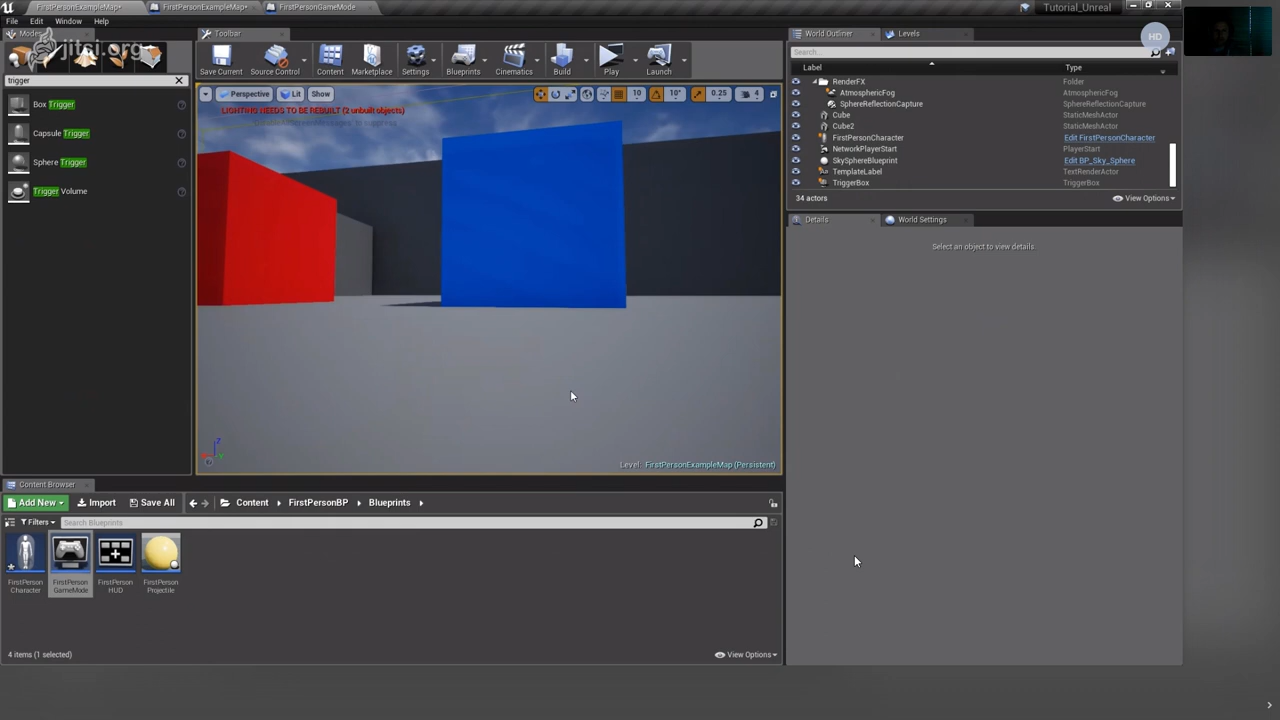 FirstPersonExampleMap*
FirstPersonExampleMap*
FirstPersonGameMode
Tutorial_Unreal
File Edit Window Help
Modes
jitsi.org
trigger
Box Trigger
Capsule Trigger
Sphere Trigger
Trigger Volume
Toolbar
Save Current
Source Control
Content
Marketplace
Settings
Blueprints
Cinematics
Build
Play
Launch
Perspective
Lit
Show
10
10°
0.25
4
LIGHTING NEEDS TO BE REBUILT (2 unbuilt objects)
Level: FirstPersonExampleMap (Persistent)
World Outliner
Levels
HD
Search...
Label Type
RenderFX Folder
AtmosphericFog AtmosphericFog
SphereReflectionCapture SphereReflectionCapture
Cube StaticMeshActor
Cube2 StaticMeshActor
FirstPersonCharacter Edit FirstPersonCharacter
NetworkPlayerStart PlayerStart
SkySphereBlueprint Edit BP_Sky_Sphere
TemplateLabel TextRenderActor
TriggerBox TriggerBox
34 actors
View Options
Details
World Settings
Select an object to view details.
Content Browser
Add New
Import
Save All
Content
FirstPersonBP
Blueprints
Filters
Search Blueprints
FirstPerson
Character
FirstPerson
GameMode
FirstPerson
HUD
FirstPerson
Projectile
4 items (1 selected)
View Options